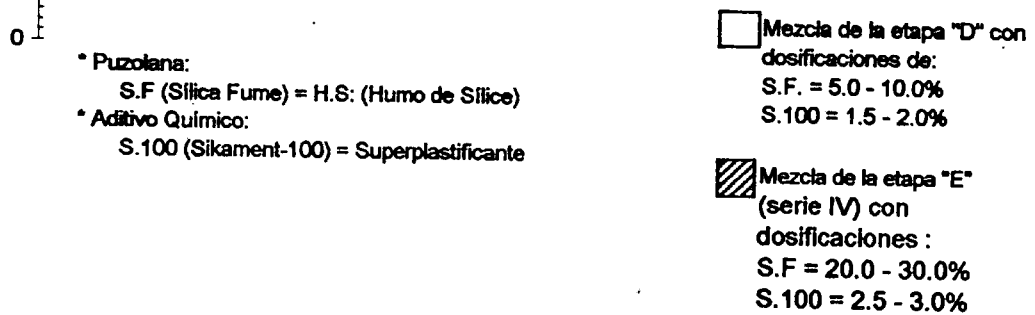 0
* Puzolana:
S.F (Sílica Fume) = H.S: (Humo de Sílice)
* Aditivo Químico:
S.100 (Sikament-100) = Superplastificante
Mezcla de la etapa "D" con
dosificaciones de:
S.F. = 5.0 - 10.0%
S.100 = 1.5 - 2.0%
Mezcla de la etapa "E"
(serie IV) con
dosificaciones :
S.F = 20.0 - 30.0%
S.100 = 2.5 - 3.0%